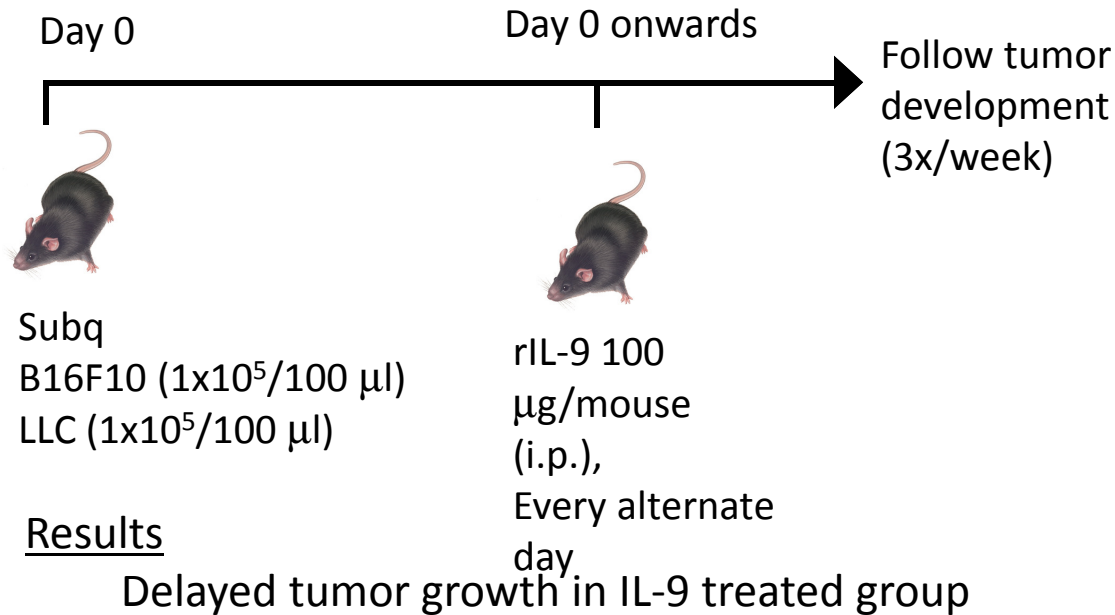 Day 0
Day 0 onwards
Follow tumor
development
(3x/week)
Subq
B16F10 (1x10⁵/100 μl)
LLC (1x10⁵/100 μl)
rIL-9 100
μg/mouse
(i.p.),
Every alternate
day
Results
Delayed tumor growth in IL-9 treated group